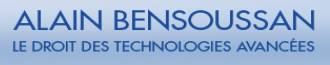 ALAIN BENSOUSSAN
LE DROIT DES TECHNOLOGIES AVANCÉES